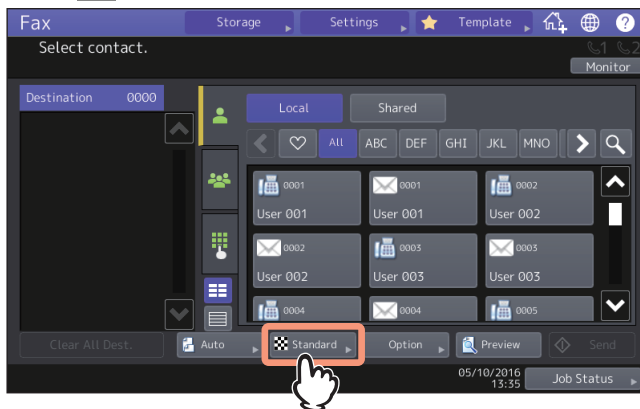 Fax Storage Settings Template ?
Select contact.
1 2
Monitor
Destination 0000
Local Shared
All ABC DEF GHI JKL MNO
0001 0001 0002
User 001 User 001 User 002
0002 0003 0003
User 002 User 003 User 003
0004 0004 0005
Clear All Dest. Auto Standard Option Preview Send
05/10/2016
13:35
Job Status